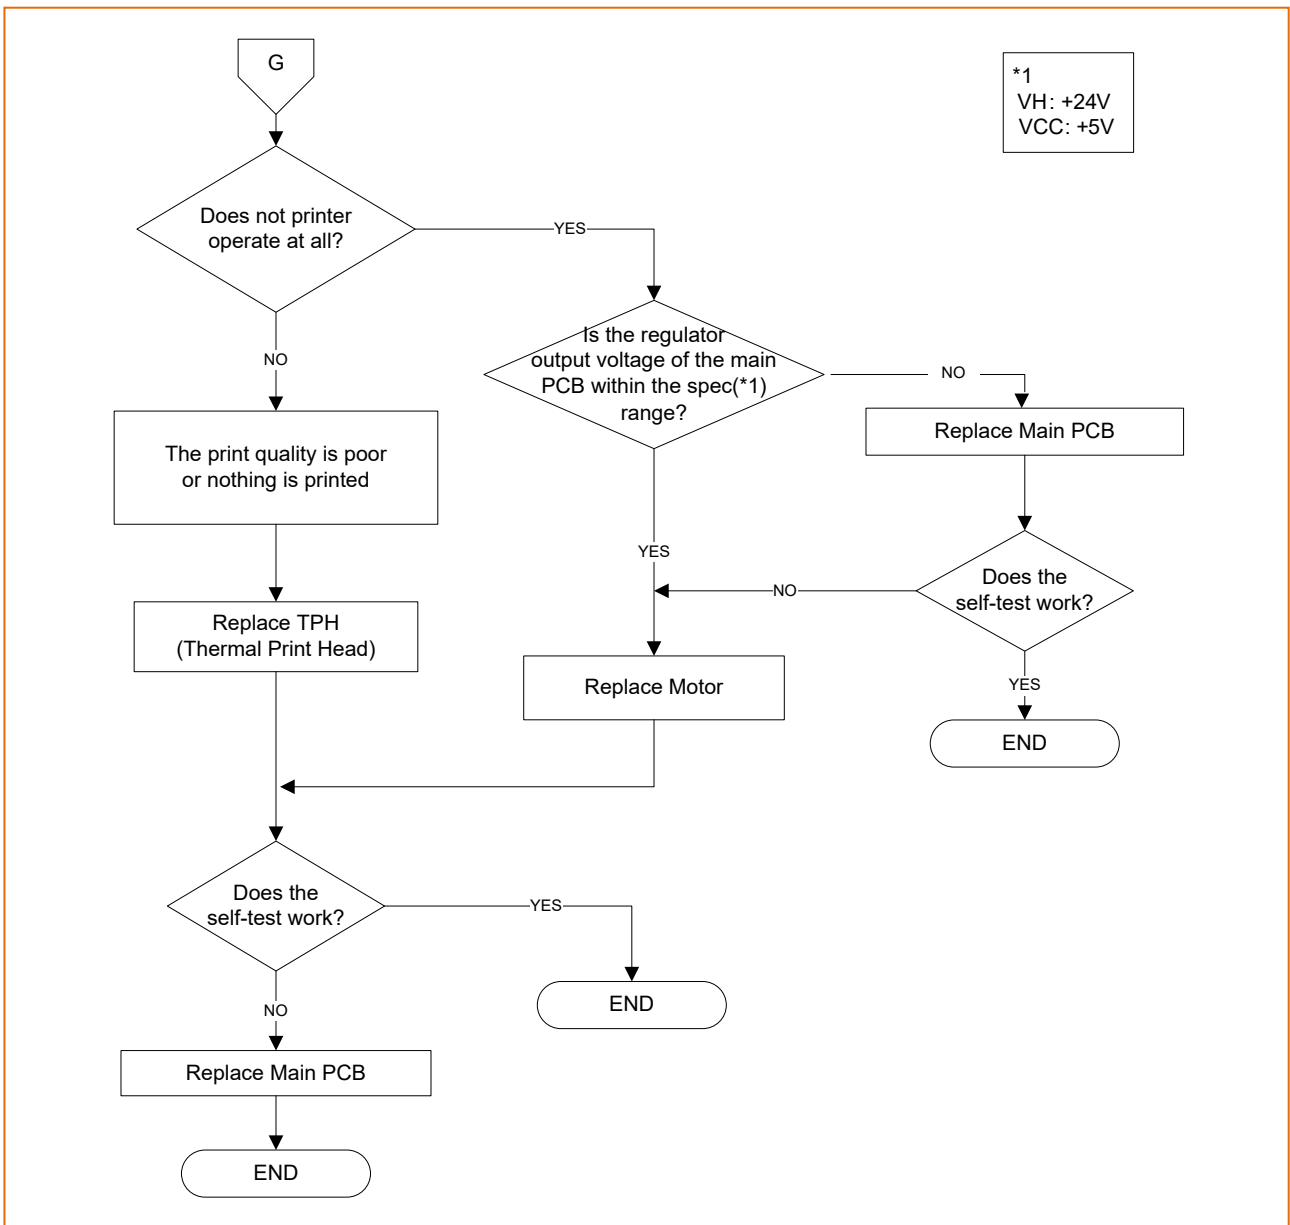 G
*1
VH: +24V
VCC: +5V
Does not printer
operate at all?
YES
NO
Is the regulator
output voltage of the main
PCB within the spec(*1)
range?
NO
Replace Main PCB
The print quality is poor
or nothing is printed
YES
Does the
self-test work?
NO
Replace TPH
(Thermal Print Head)
Replace Motor
YES
END
Does the
self-test work?
YES
END
NO
Replace Main PCB
END